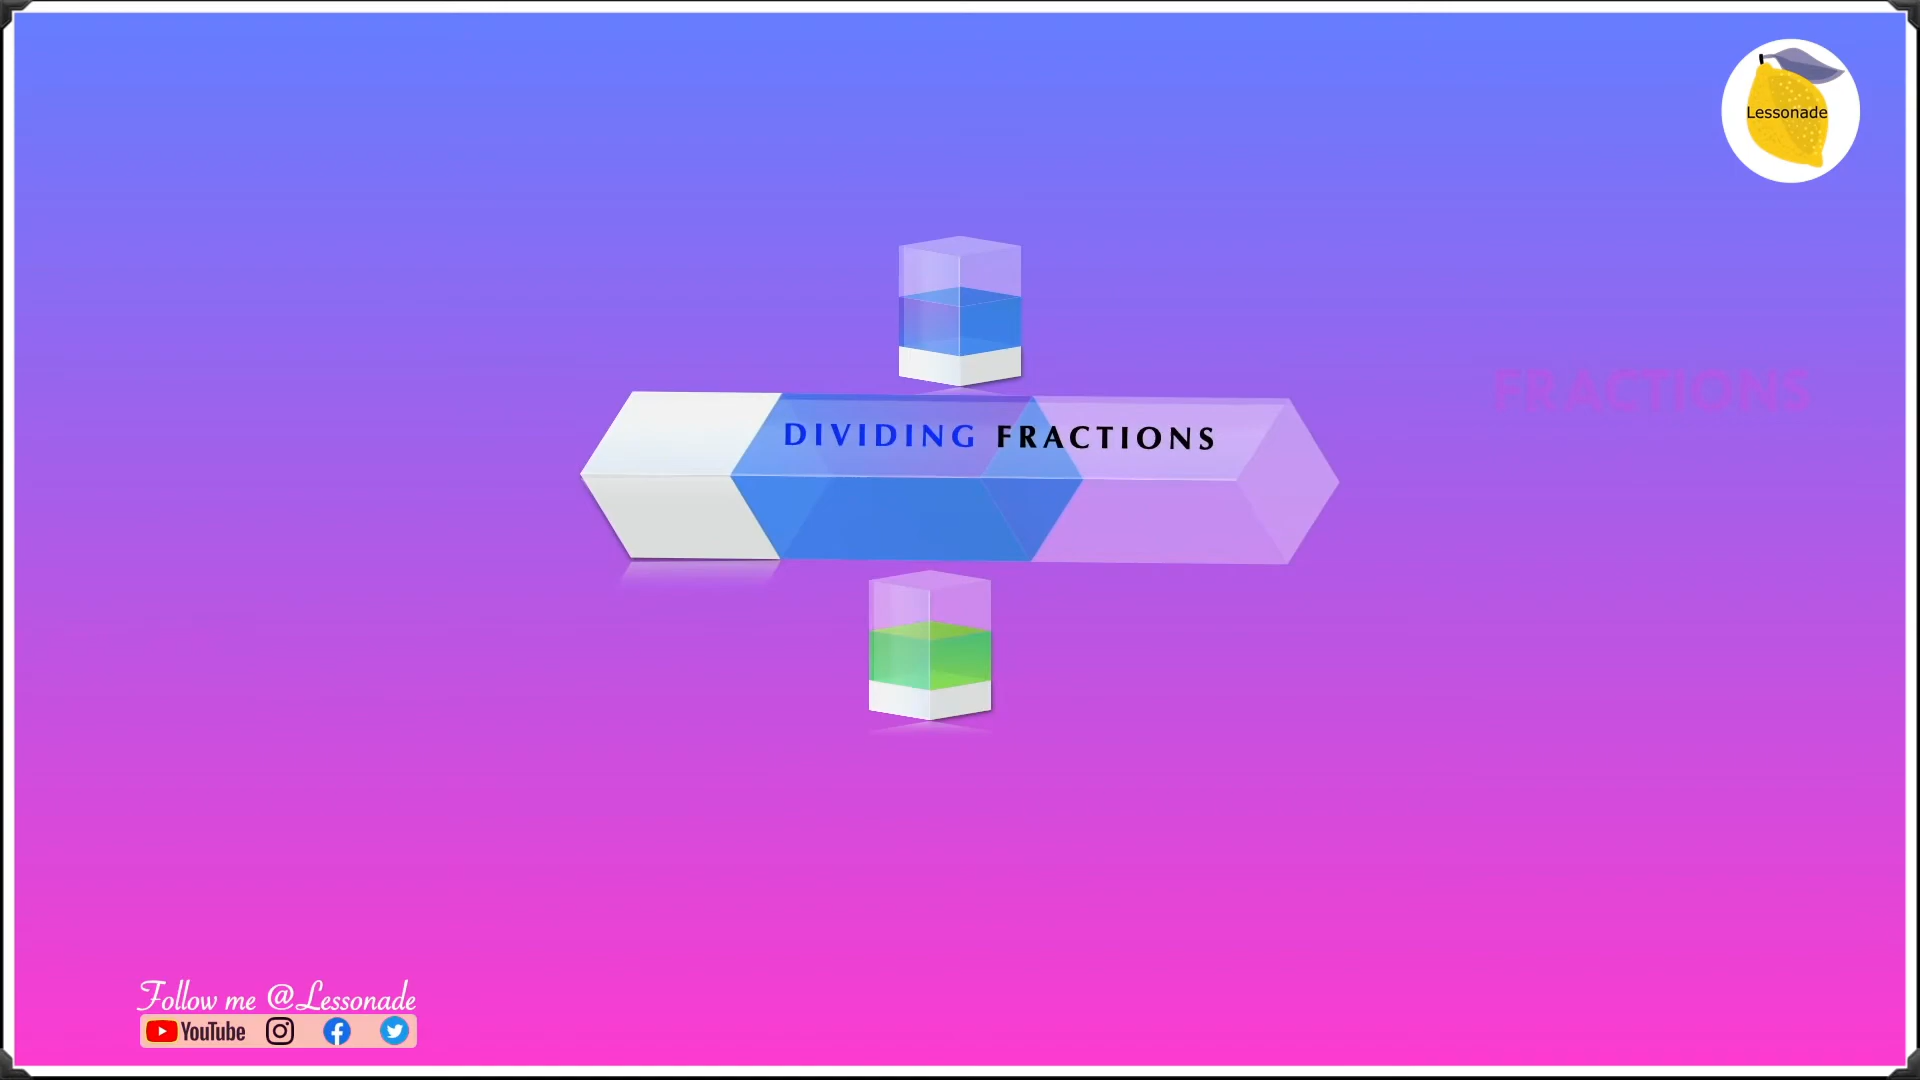 Lessonade
FRACTIONS
DIVIDING FRACTIONS
Follow me @Lessonade
YouTube